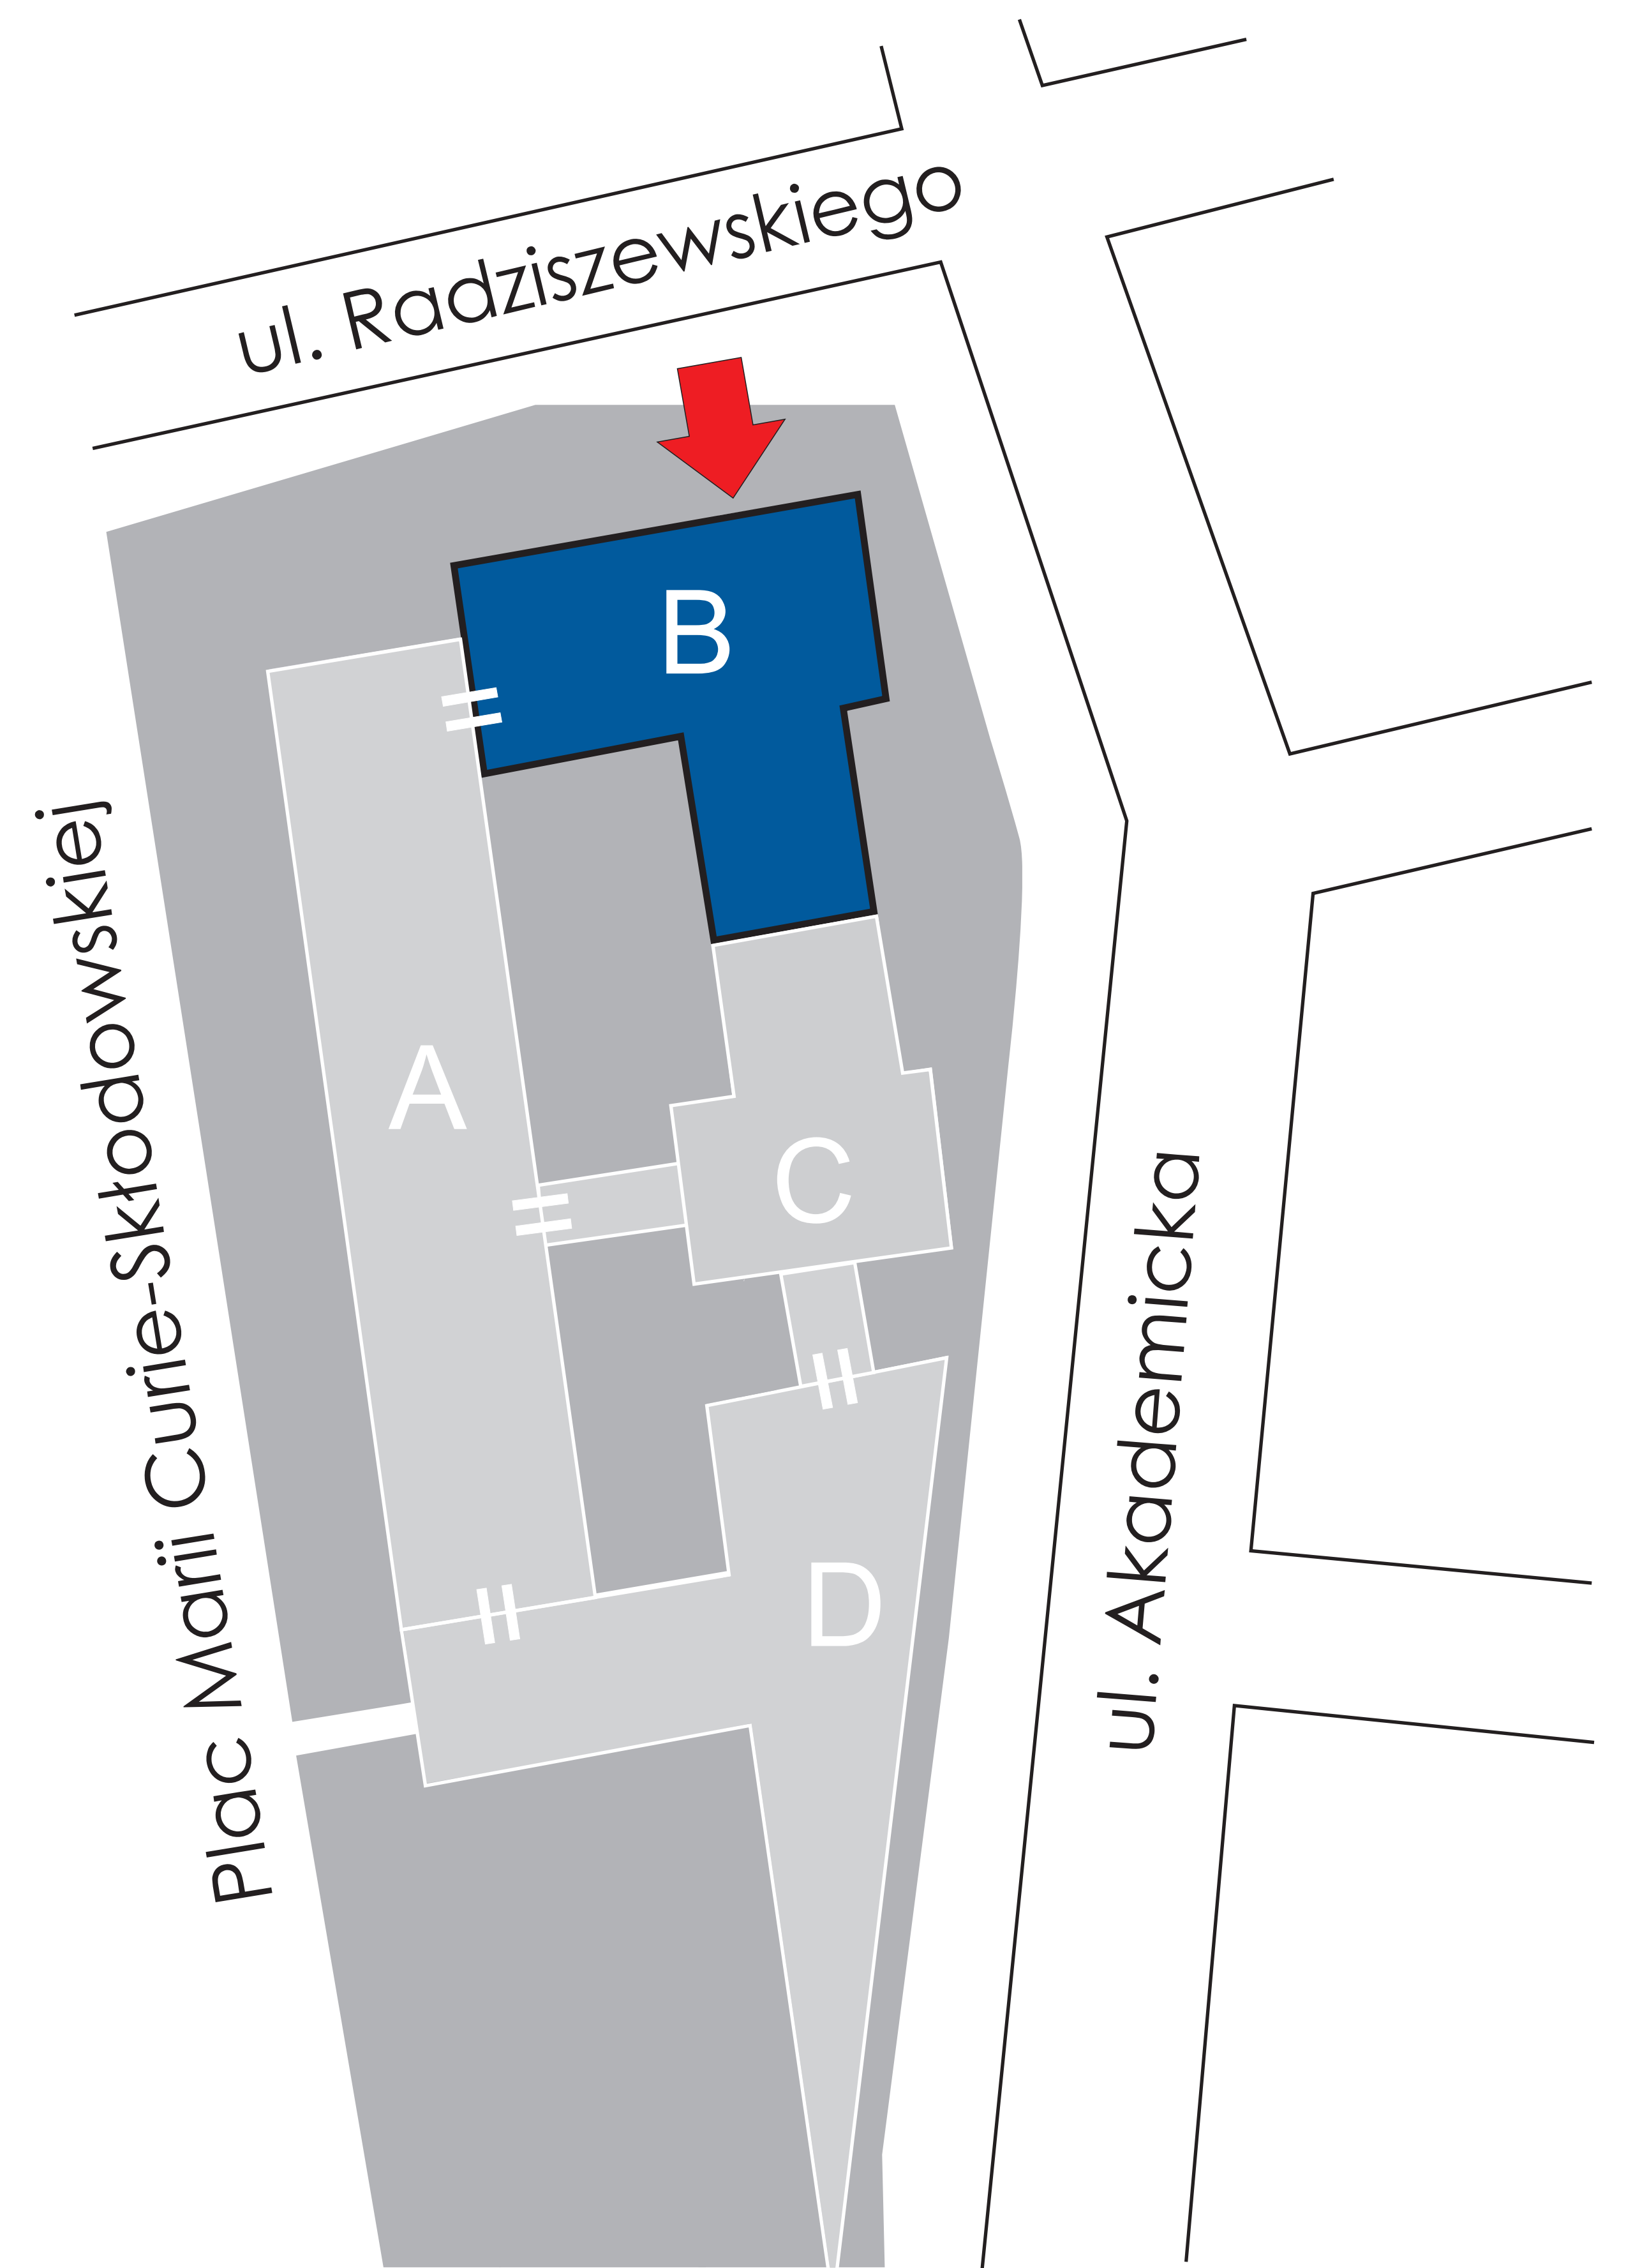 ul. Radziszewskiego
B
A
C
D
Plac Marii Curie-Skłodowskiej
ul. Akademicka